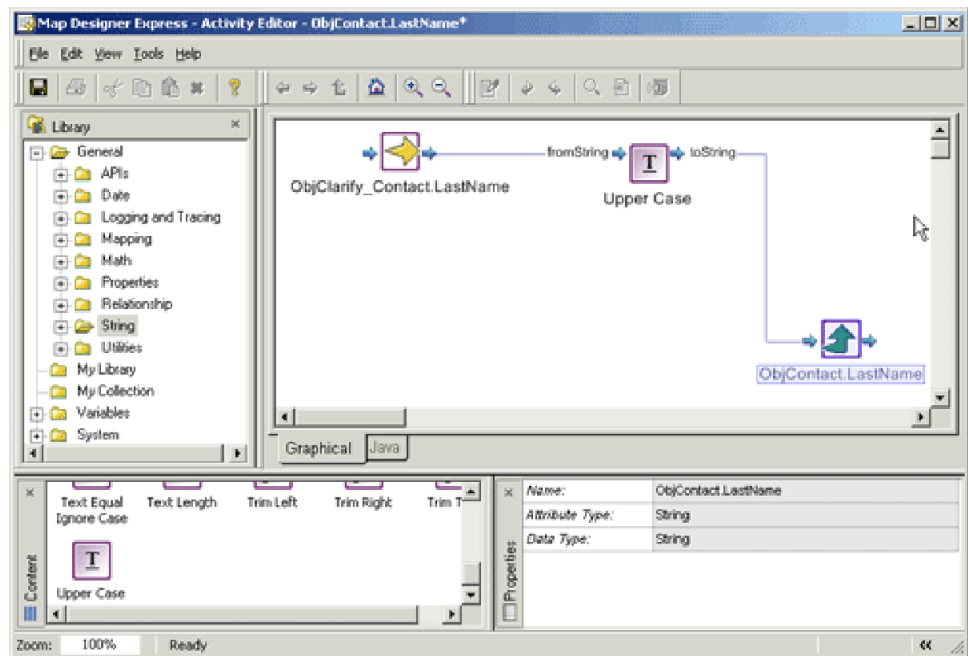 Map Designer Express - Activity Editor - ObjContact.LastName*
File Edit View Tools Help
Library
General
APIs
Date
Logging and Tracing
Mapping
Math
Properties
Relationship
String
Utilities
My Library
My Collection
Variables
System
fromString
toString
ObjClarify_Contact.LastName
T
Upper Case
ObjContact.LastName
Graphical Java
Content
Text Equal Ignore Case
Text Length
Trim Left
Trim Right
Trim T
T
Upper Case
Properties
Name: ObjContact.LastName
Attribute Type: String
Data Type: String
Zoom: 100% Ready